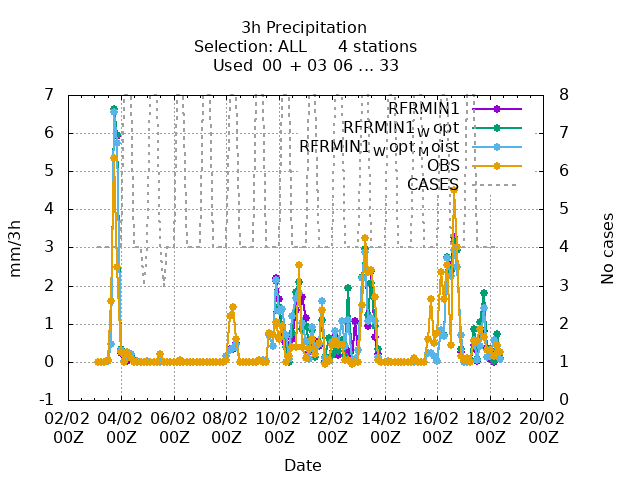 3h Precipitation
Selection: ALL 4 stations
Used 00 + 03 06 ... 33
7 8
RFRMIN1
6 7
RFRMIN1_W opt
RFRMIN1_W opt_M oist
5 6
OBS
CASES
4 5
3 4
2 3
1 2
0 1
-1 0
mm/3h
No cases
02/02 04/02 06/02 08/02 10/02 12/02 14/02 16/02 18/02 20/02
00Z 00Z 00Z 00Z 00Z 00Z 00Z 00Z 00Z 00Z
Date